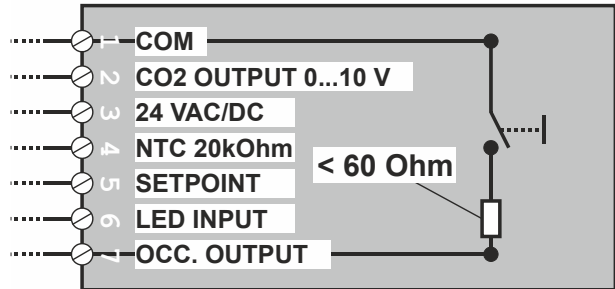 1 COM
2 CO2 OUTPUT 0...10 V
3 24 VAC/DC
4 NTC 20kOhm
< 60 Ohm
5 SETPOINT
6 LED INPUT
7 OCC. OUTPUT